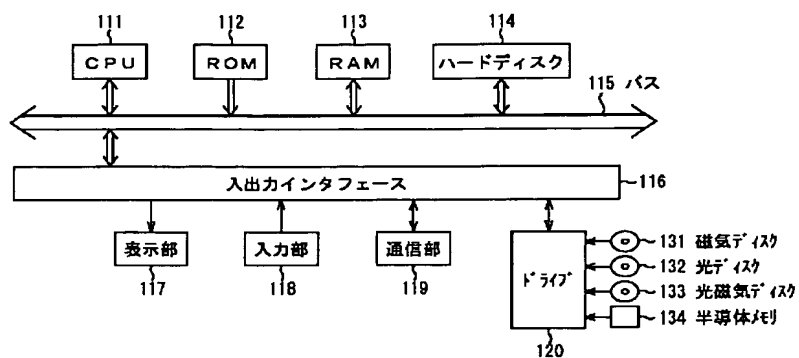 111 112 113 114
CPU ROM RAM ハードディスク
115 バス
入出力インタフェース 116
表示部 入力部 通信部 ドライブ
117 118 119 120
131 磁気ディスク
132 光ディスク
133 光磁気ディスク
134 半導体メモリ